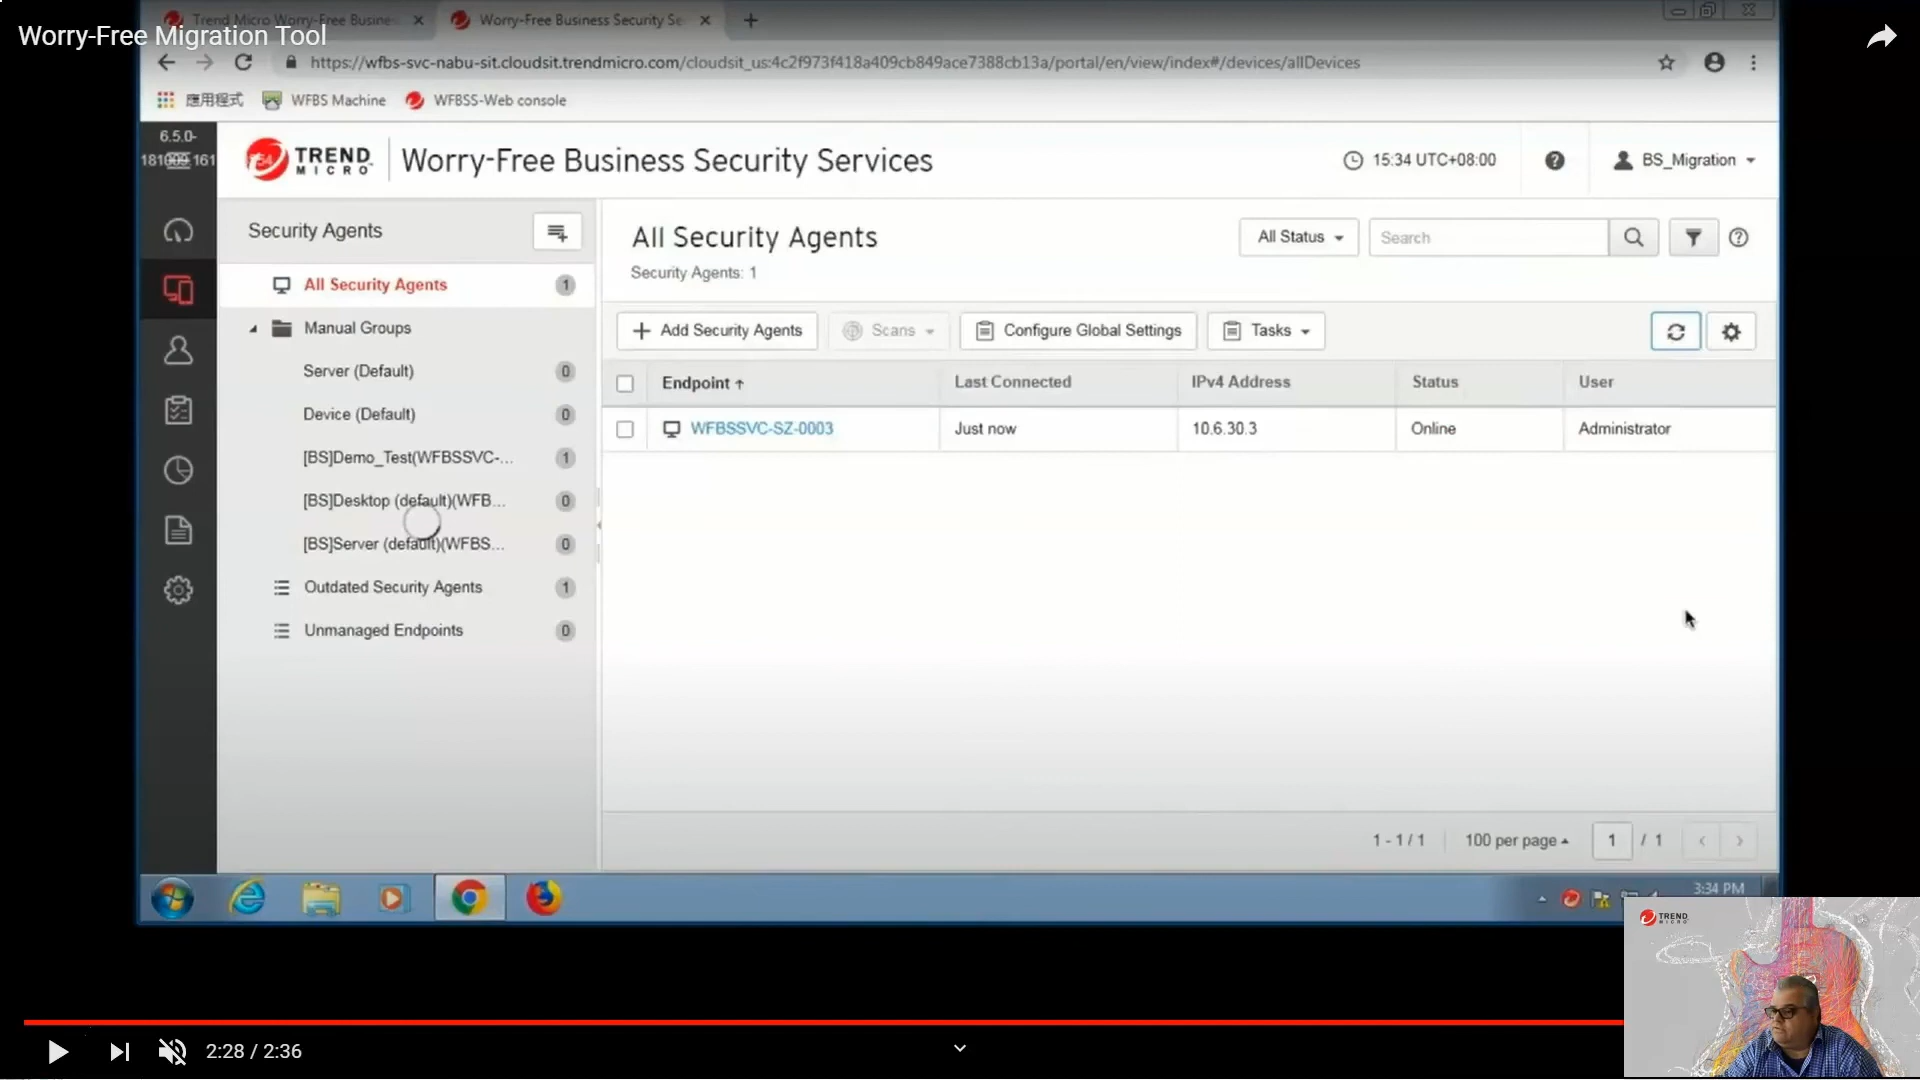 Trend Micro Worry-Free Busine
Worry-Free Business Security Se
Worry-Free Migration Tool
https://wfbs-svc-nabu-sit.cloudsit.trendmicro.com/cloudsit_us:4c2f973f418a409cb849ace7388cb13a/portal/en/view/index#/devices/allDevices
應用程式 WFBS Machine WFBSS-Web console
6.5.0-
TREND MICRO Worry-Free Business Security Services
15:34 UTC+08:00
BS_Migration
Security Agents
All Security Agents 1
Manual Groups
Server (Default) 0
Device (Default) 0
[BS]Demo_Test(WFBSSVC-... 1
[BS]Desktop (default)(WFB... 0
[BS]Server (default)(WFBS... 0
Outdated Security Agents 1
Unmanaged Endpoints 0
All Security Agents
Security Agents: 1
All Status
Search
Add Security Agents Scans Configure Global Settings Tasks
Endpoint ↑ Last Connected IPv4 Address Status User
WFBSSVC-SZ-0003 Just now 10.6.30.3 Online Administrator
1 - 1 / 1 100 per page 1 / 1
3:34 PM
TREND MICRO
2:28 / 2:36